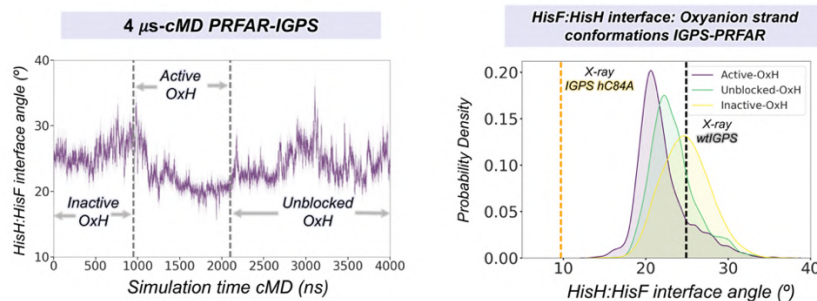 4 μs-cMD PRFAR-IGPS
HisH:HisF interface angle (º)
40
30
20
10
Active
OxH
Inactive
OxH
Unblocked
OxH
0 500 1000 1500 2000 2500 3000 3500 4000
Simulation time cMD (ns)
HisF:HisH interface: Oxyanion strand
conformations IGPS-PRFAR
Probability Density
0.20
0.15
0.10
0.05
0.00
X-ray
IGPS hC84A
Active-OxH
Unblocked-OxH
Inactive-OxH
X-ray
wtIGPS
10 20 30 40
HisH:HisF interface angle (º)